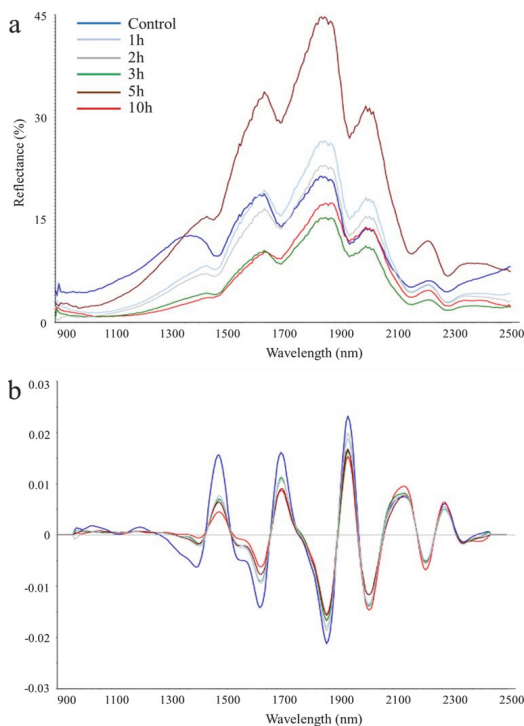 a
45
30
15
0
Reflectance (%)
Control
1h
2h
3h
5h
10h
900 1100 1300 1500 1700 1900 2100 2300 2500
Wavelength (nm)
b
0.03
0.02
0.01
0
-0.01
-0.02
-0.03
900 1100 1300 1500 1700 1900 2100 2300 2500
Wavelength (nm)